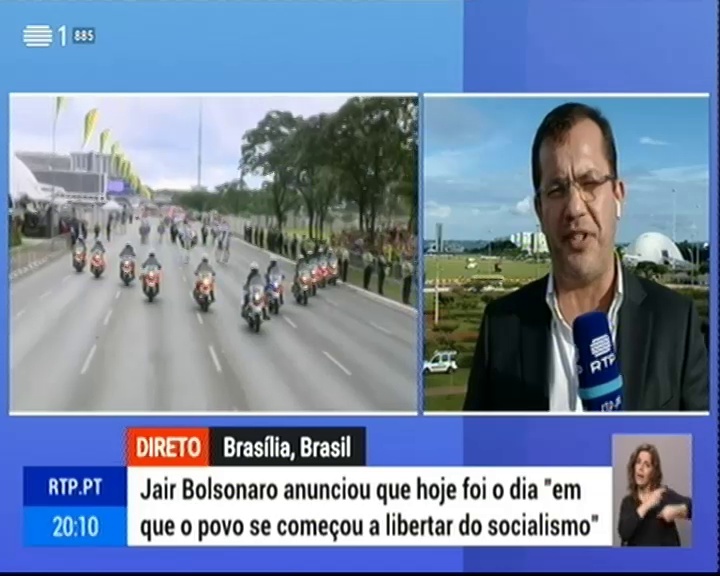 1 885
RTP
DIRETO Brasília, Brasil
RTP.PT
20:10
Jair Bolsonaro anunciou que hoje foi o dia "em
que o povo se começou a libertar do socialismo"